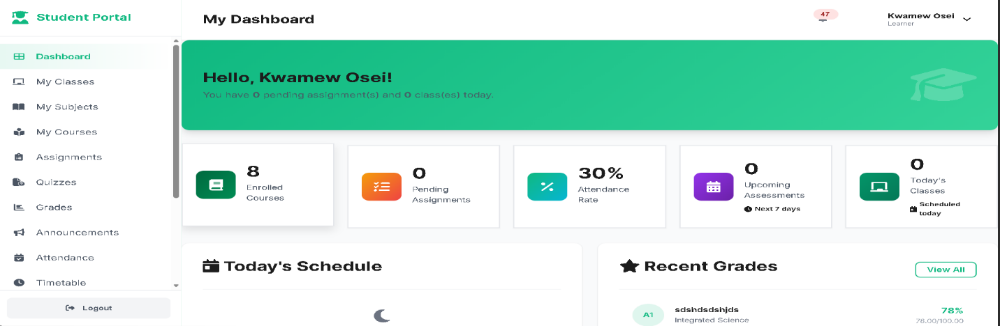 Student Portal
My Dashboard
47
Kwamew Osei
Learner
Dashboard
My Classes
My Subjects
My Courses
Assignments
Quizzes
Grades
Announcements
Attendance
Timetable
Logout
Hello, Kwamew Osei!
You have 0 pending assignment(s) and 0 class(es) today.
8
Enrolled
Courses
0
Pending
Assignments
30%
Attendance
Rate
0
Upcoming
Assessments
Next 7 days
0
Today's
Classes
Scheduled
today
Today's Schedule
Recent Grades
View All
A1
sdshdsdshjds
Integrated Science
78%
78.00/100.00